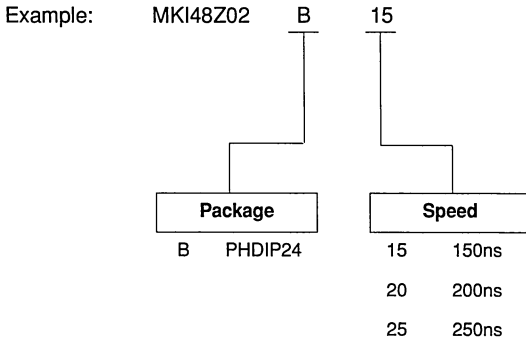 Example: MKI48Z02 B 15
Package Speed
B PHDIP24 15 150ns
20 200ns
25 250ns